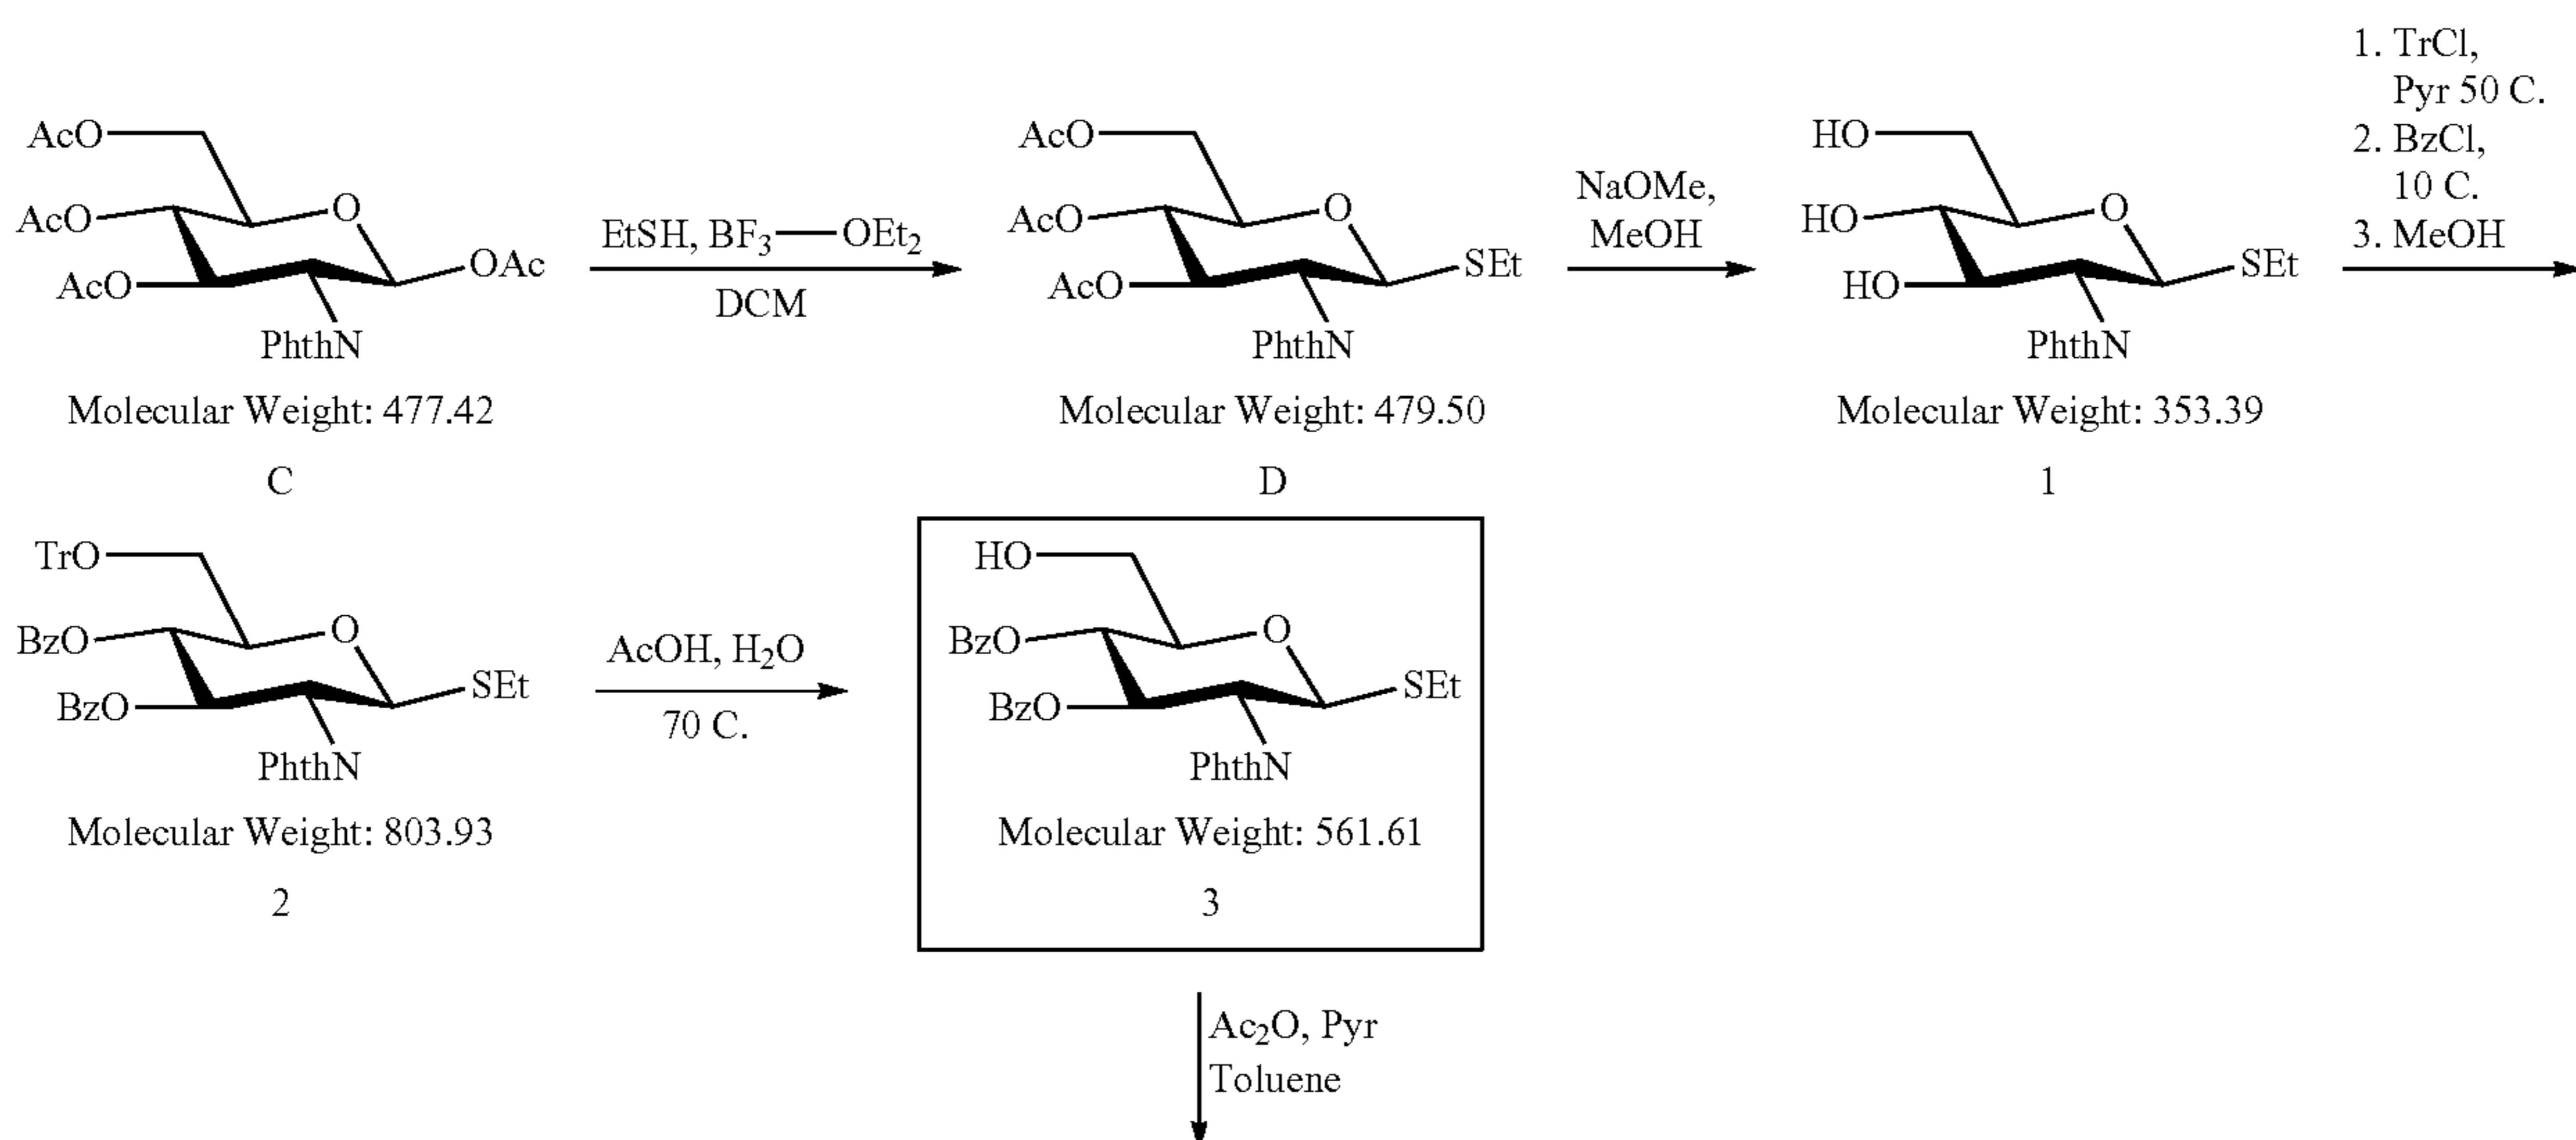 1. TrCl,
Pyr 50 C.
2. BzCl,
10 C.
3. MeOH
AcO
AcO
AcO
O
OAc
PhthN
Molecular Weight: 477.42
C
EtSH, BF₃—OEt₂
DCM
AcO
AcO
AcO
O
SEt
PhthN
Molecular Weight: 479.50
D
NaOMe,
MeOH
HO
HO
HO
O
SEt
PhthN
Molecular Weight: 353.39
1
TrO
BzO
BzO
O
SEt
PhthN
Molecular Weight: 803.93
2
AcOH, H₂O
70 C.
HO
BzO
BzO
O
SEt
PhthN
Molecular Weight: 561.61
3
Ac₂O, Pyr
Toluene